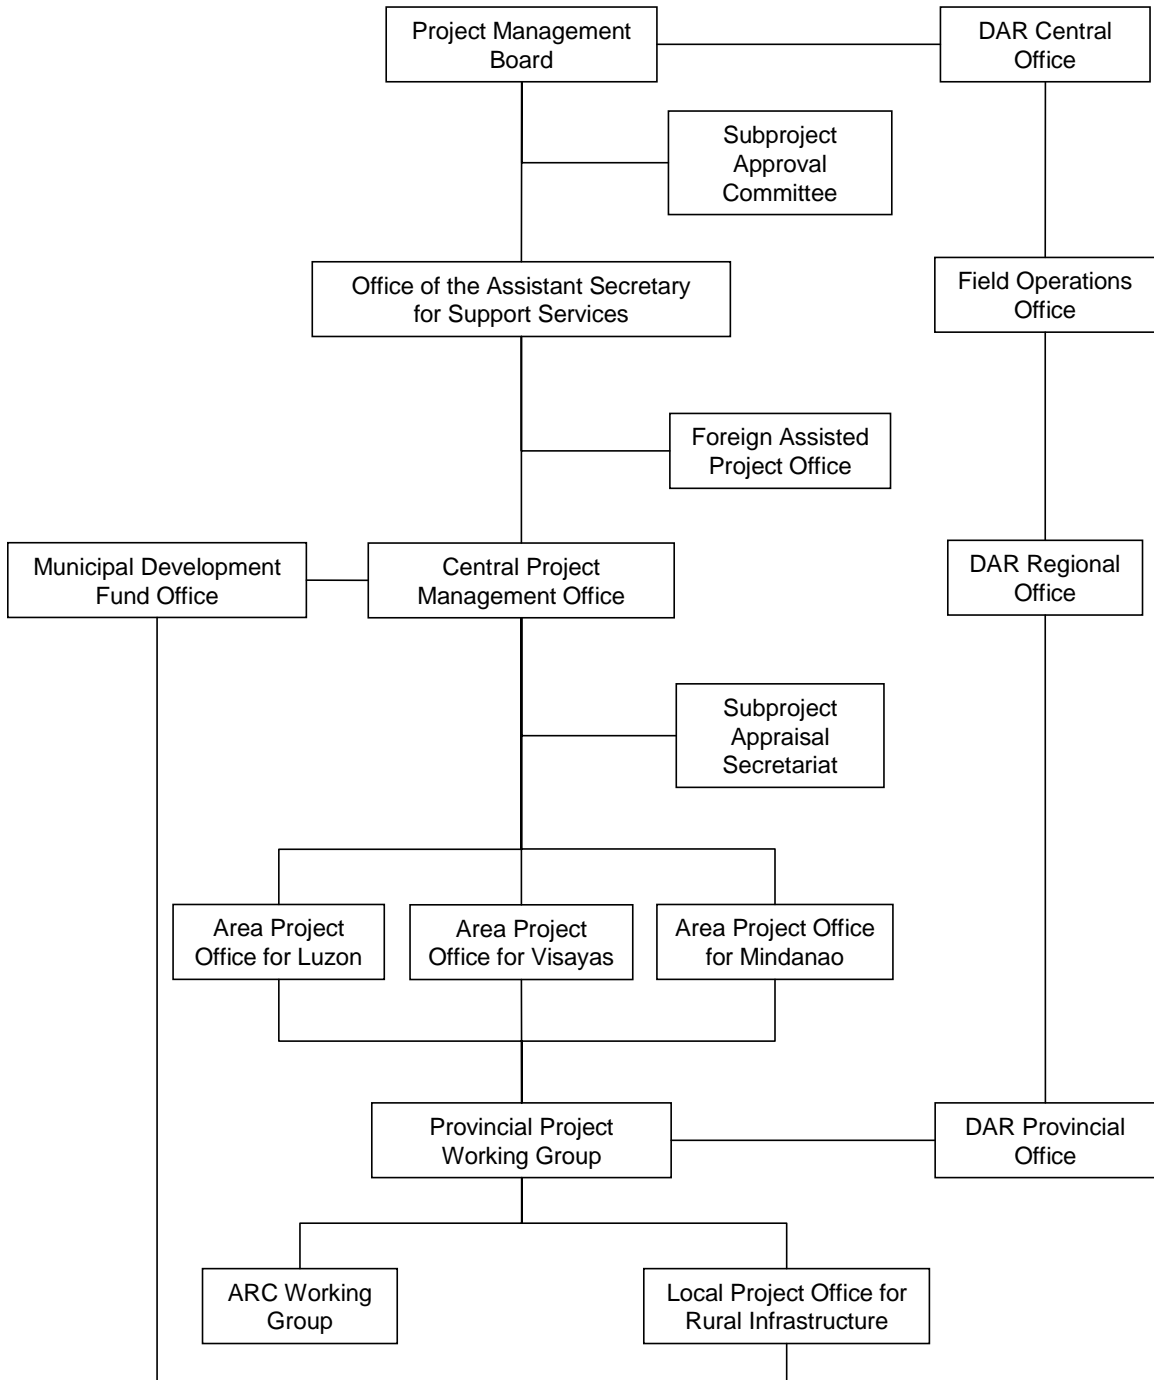 Project Management
Board
DAR Central
Office
Subproject
Approval
Committee
Office of the Assistant Secretary
for Support Services
Field Operations
Office
Foreign Assisted
Project Office
Municipal Development
Fund Office
Central Project
Management Office
DAR Regional
Office
Subproject
Appraisal
Secretariat
Area Project
Office for Luzon
Area Project
Office for Visayas
Area Project Office
for Mindanao
Provincial Project
Working Group
DAR Provincial
Office
ARC Working
Group
Local Project Office for
Rural Infrastructure